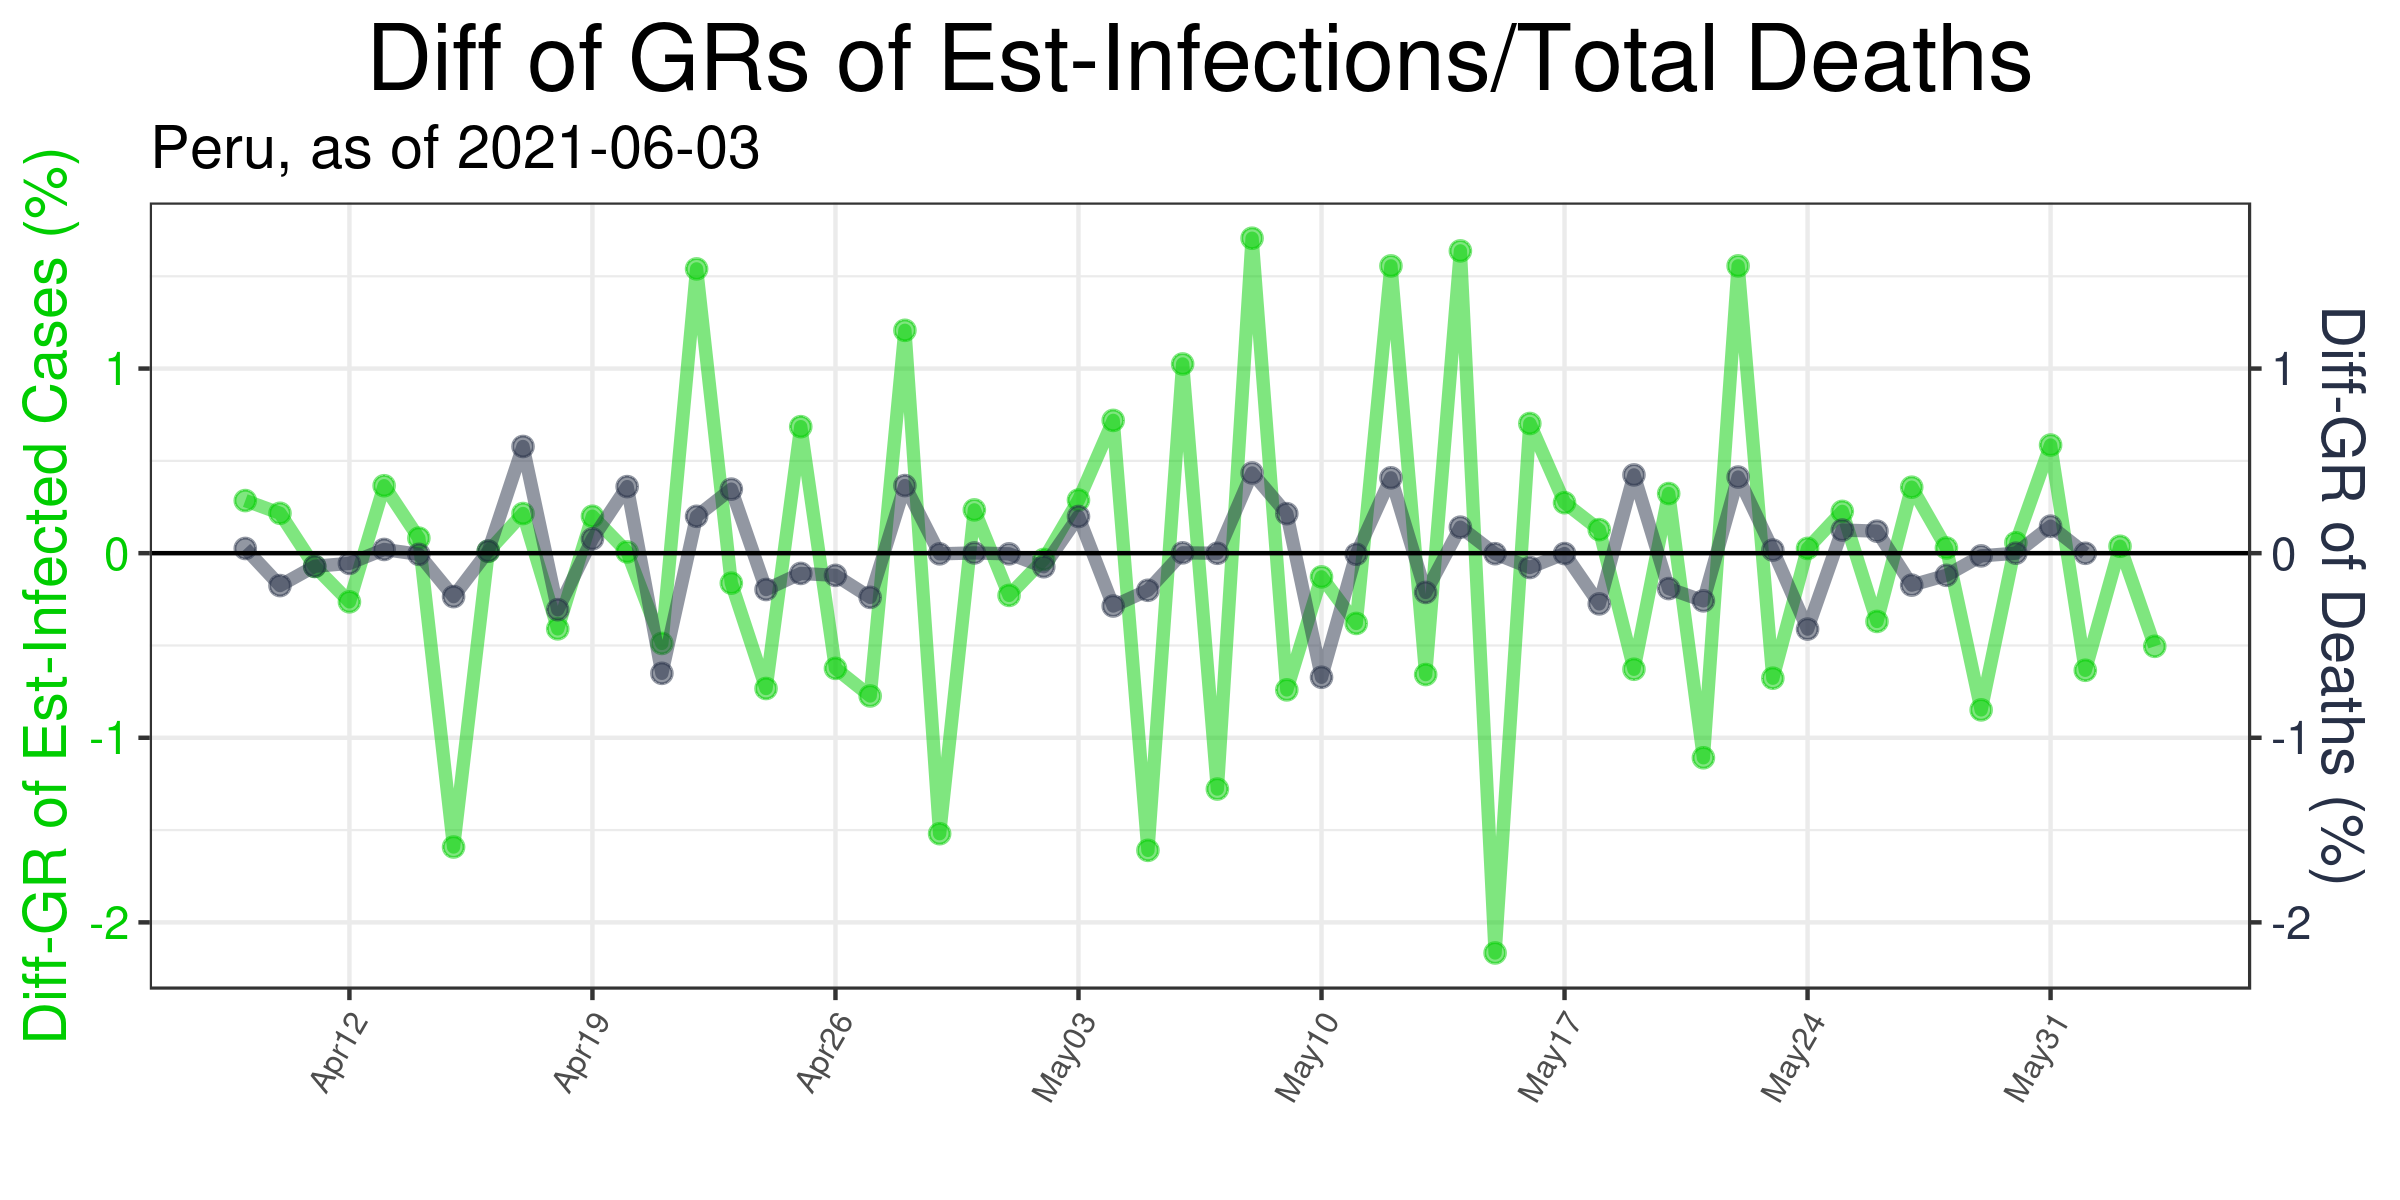 Diff of GRs of Est-Infections/Total Deaths
Peru, as of 2021-06-03
Diff-GR of Est-Infected Cases (%)
1
0
-1
-2
1
0
-1
-2
Diff-GR of Deaths (%)
Apr12
Apr19
Apr26
May03
May10
May17
May24
May31